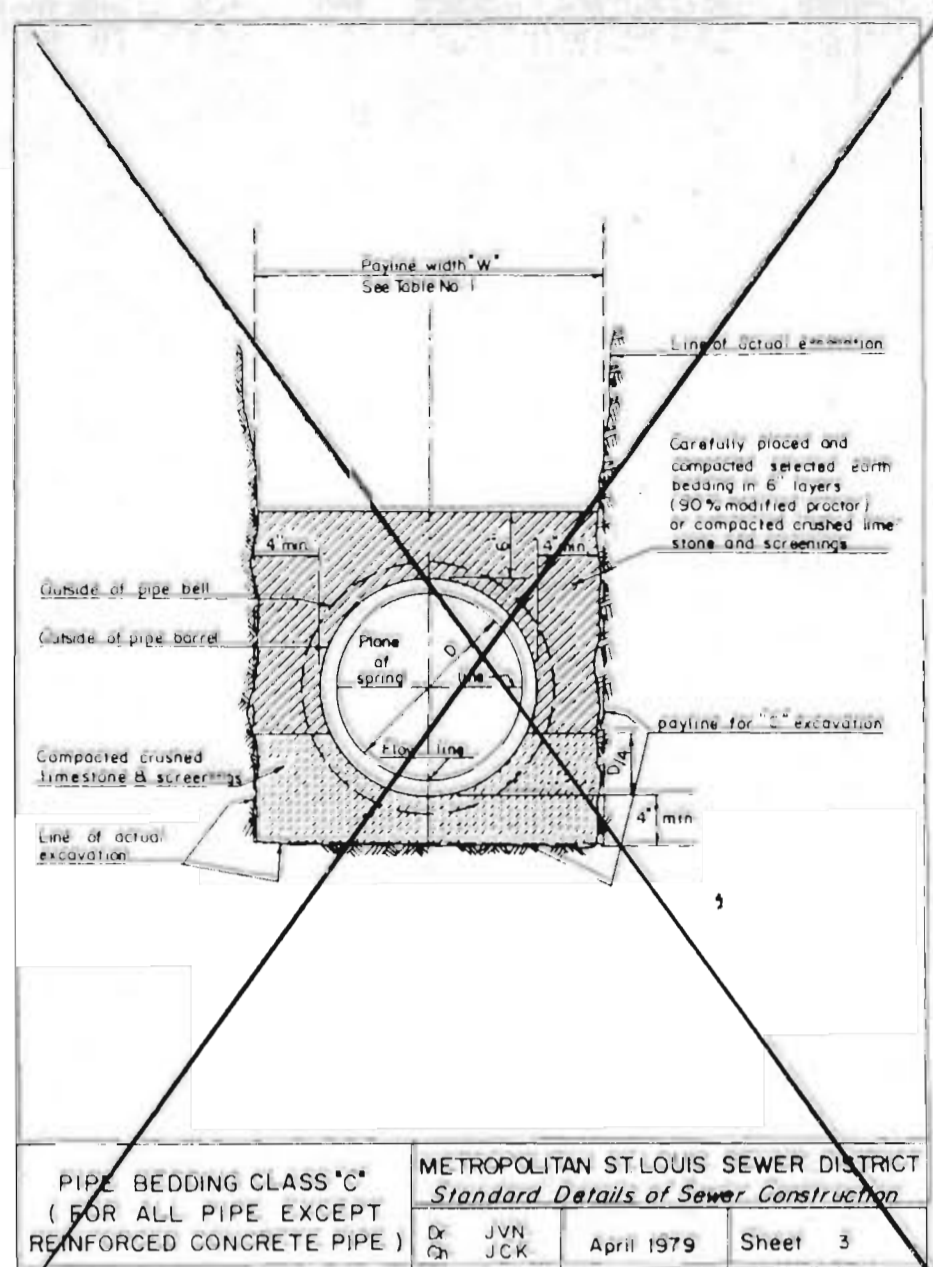 Payline width "W"
See Table No. 1
Line of actual
Carefully placed and
compacted selected earth
bedding in 6" layers
(90% modified proctor)
or compacted crushed lime
stone and screenings
4" min.
6"
4" min.
Outside of pipe bell
Outside of pipe barrel
Plane
of
spring
line
D
Flow line
payline for "C" excavation
D/4
4" min
Compacted crushed
limestone &
Line of actual
excavation
PIPE BEDDING CLASS "C"
( FOR ALL PIPE EXCEPT
REINFORCED CONCRETE PIPE )
METROPOLITAN ST. LOUIS SEWER DISTRICT
Standard Details of Sewer Construction
Dr JVN
Ch JCK
April 1979
Sheet 3